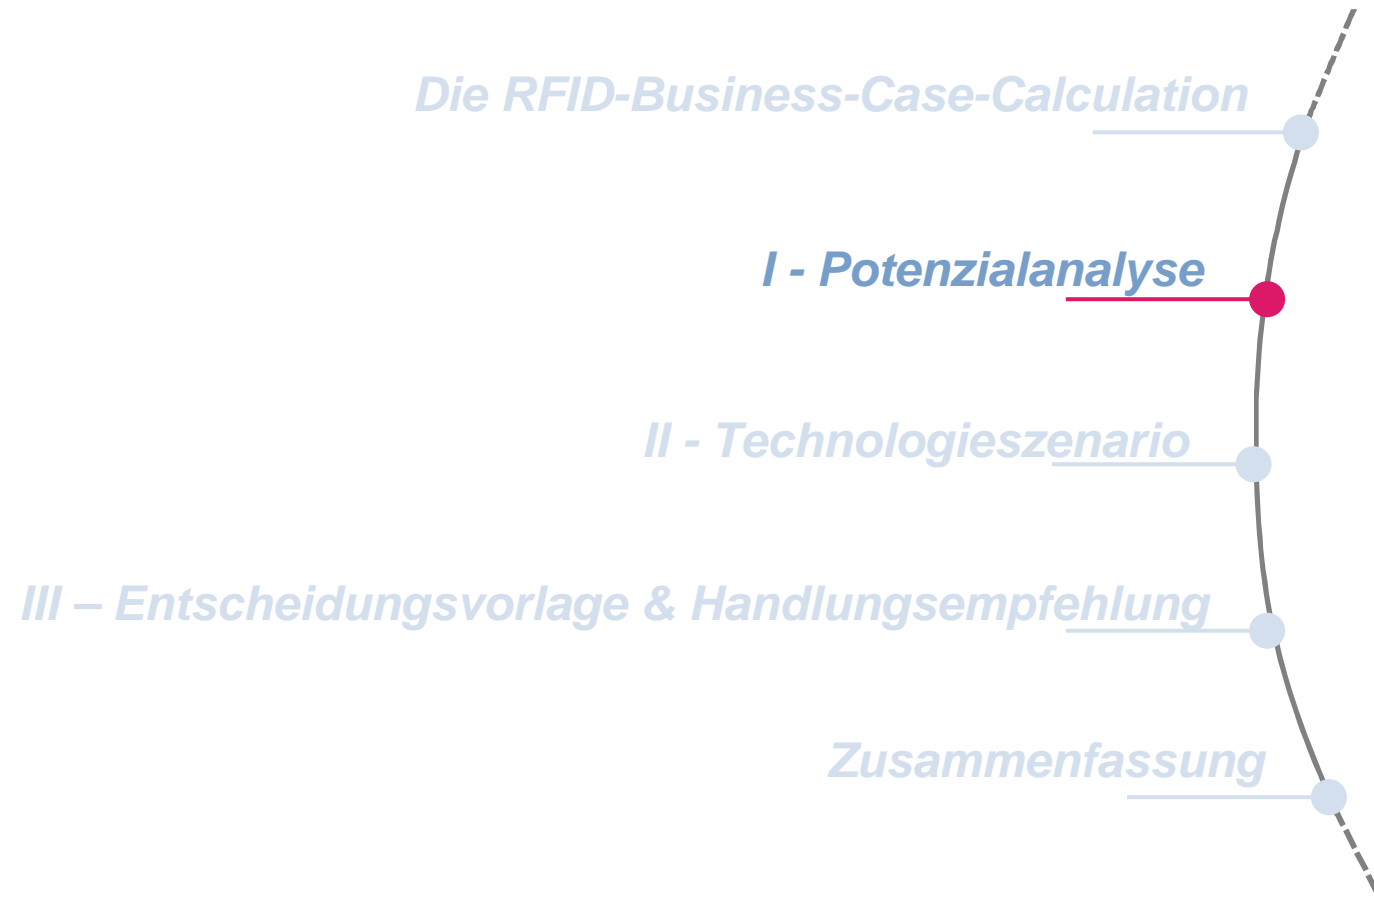 Die RFID-Business-Case-Calculation
I - Potenzialanalyse
II - Technologieszenario
III – Entscheidungsvorlage & Handlungsempfehlung
Zusammenfassung